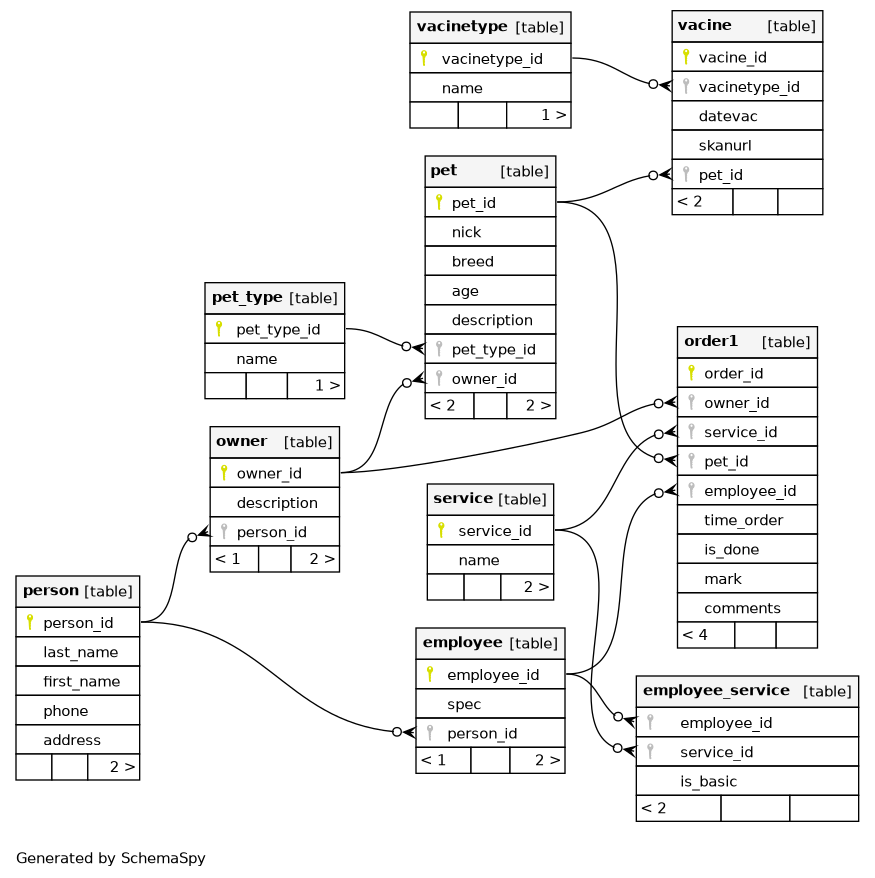 vacinetype [table]
vacinetype_id
name
1 >
vacine [table]
vacine_id
vacinetype_id
datevac
skanurl
pet_id
< 2
pet [table]
pet_id
nick
breed
age
description
pet_type_id
owner_id
< 2 2 >
pet_type [table]
pet_type_id
name
1 >
order1 [table]
order_id
owner_id
service_id
pet_id
employee_id
time_order
is_done
mark
comments
< 4
owner [table]
owner_id
description
person_id
< 1 2 >
service [table]
service_id
name
2 >
person [table]
person_id
last_name
first_name
phone
address
2 >
employee [table]
employee_id
spec
person_id
< 1 2 >
employee_service [table]
employee_id
service_id
is_basic
< 2
Generated by SchemaSpy